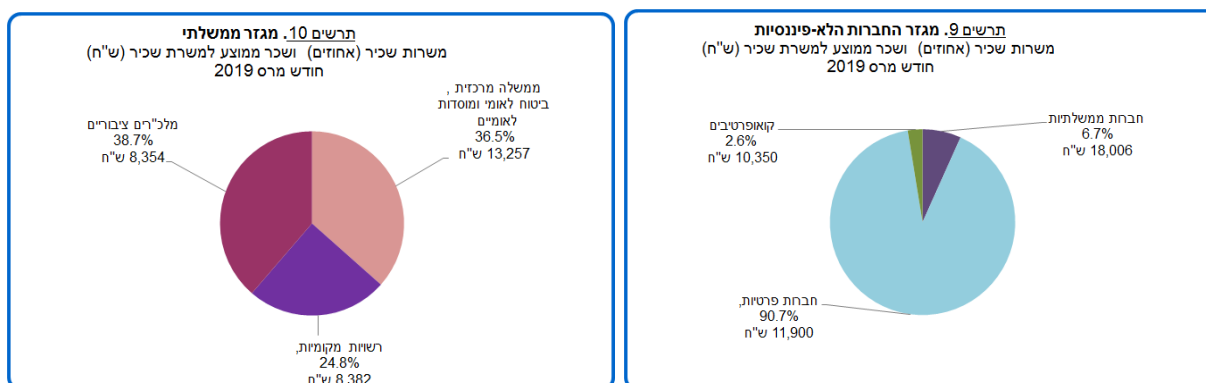 תרשים 9. מגזר החברות הלא-פיננסיות
משרות שכיר (אחוזים) ושכר ממוצע למשרת שכיר (ש"ח)
חודש מרס 2019
חברות ממשלתיות
6.7%
18,006 ש"ח
קואופרטיבים
2.6%
10,350 ש"ח
חברות פרטיות,
90.7%
11,900 ש"ח
תרשים 10. מגזר ממשלתי
משרות שכיר (אחוזים) ושכר ממוצע למשרת שכיר (ש"ח)
חודש מרס 2019
ממשלה מרכזית ,
ביטוח לאומי ומוסדות
לאומיים
36.5%
13,257 ש"ח
מלכ"רים ציבוריים
38.7%
8,354 ש"ח
רשויות מקומיות,
24.8%
8,382 ש"ח